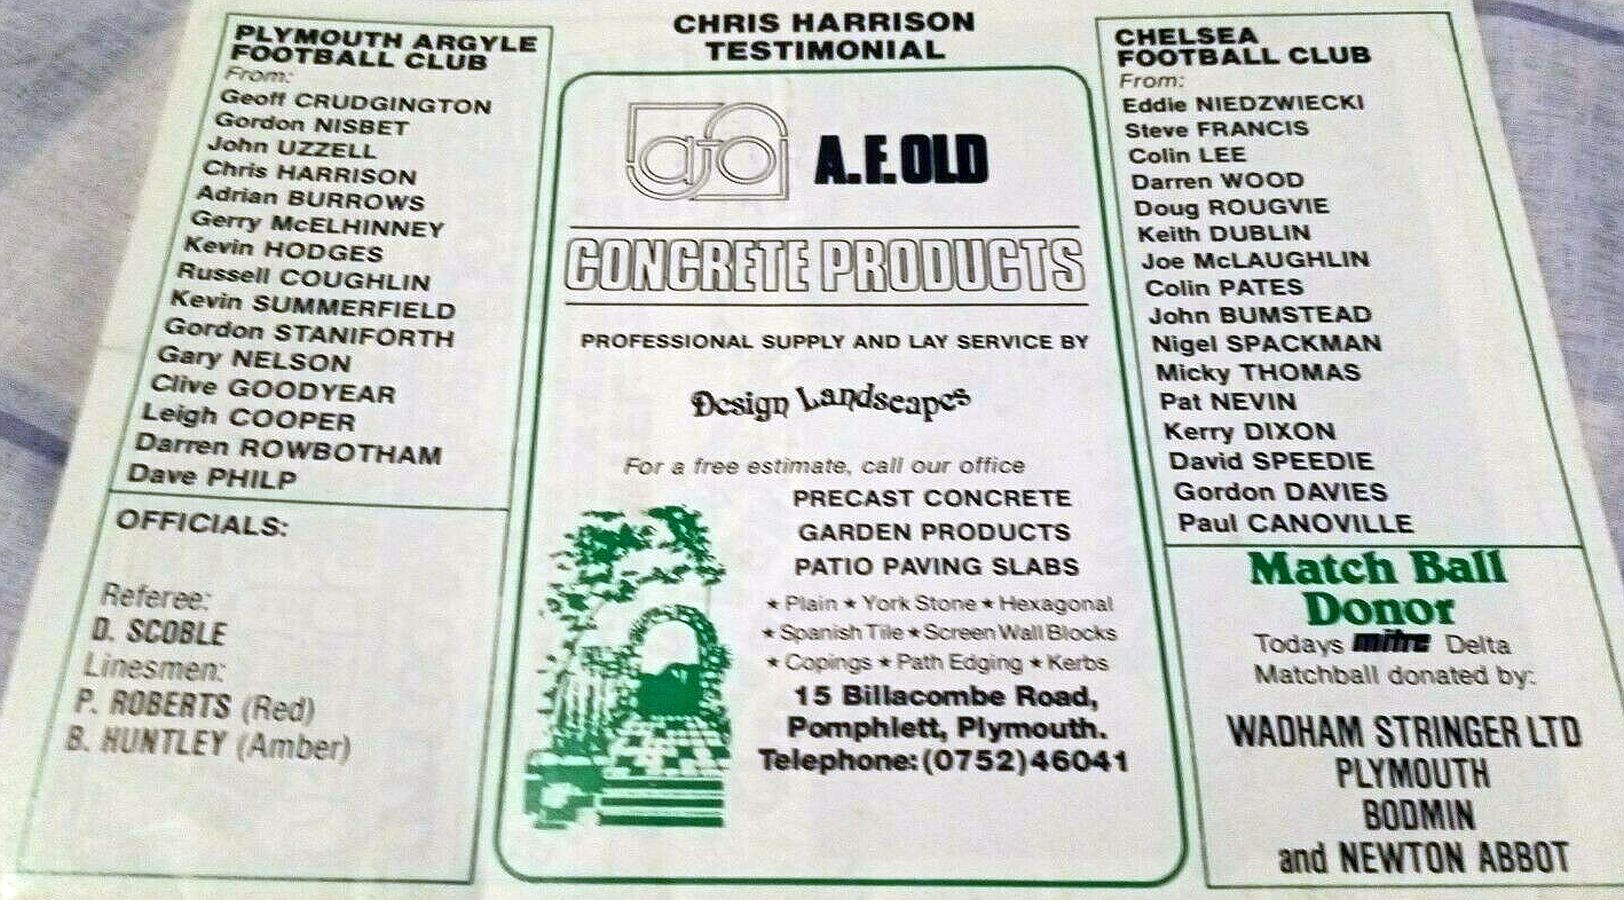 PLYMOUTH ARGYLE
FOOTBALL CLUB
From:
Geoff CRUDGINGTON
Gordon NISBET
John UZZELL
Chris HARRISON
Adrian BURROWS
Gerry McELHINNEY
Kevin HODGES
Russell COUGHLIN
Kevin SUMMERFIELD
Gordon STANIFORTH
Gary NELSON
Clive GOODYEAR
Leigh COOPER
Darren ROWBOTHAM
Dave PHILP
OFFICIALS:
Referee:
D. SCOBLE
Linesmen:
P. ROBERTS (Red)
B. HUNTLEY (Amber)
CHRIS HARRISON
TESTIMONIAL
afo A.F. OLD
CONCRETE PRODUCTS
PROFESSIONAL SUPPLY AND LAY SERVICE BY
Design Landscapes
For a free estimate, call our office
PRECAST CONCRETE
GARDEN PRODUCTS
PATIO PAVING SLABS
★ Plain ★ York Stone ★ Hexagonal
★ Spanish Tile ★ Screen Wall Blocks
★ Copings ★ Path Edging ★ Kerbs
15 Billacombe Road,
Pomphlett, Plymouth.
Telephone: (0752) 46041
CHELSEA
FOOTBALL CLUB
From:
Eddie NIEDZWIECKI
Steve FRANCIS
Colin LEE
Darren WOOD
Doug ROUGVIE
Keith DUBLIN
Joe McLAUGHLIN
Colin PATES
John BUMSTEAD
Nigel SPACKMAN
Micky THOMAS
Pat NEVIN
Kerry DIXON
David SPEEDIE
Gordon DAVIES
Paul CANOVILLE
Match Ball
Donor
Todays mitre Delta
Matchball donated by:
WADHAM STRINGER LTD
PLYMOUTH
BODMIN
and NEWTON ABBOT